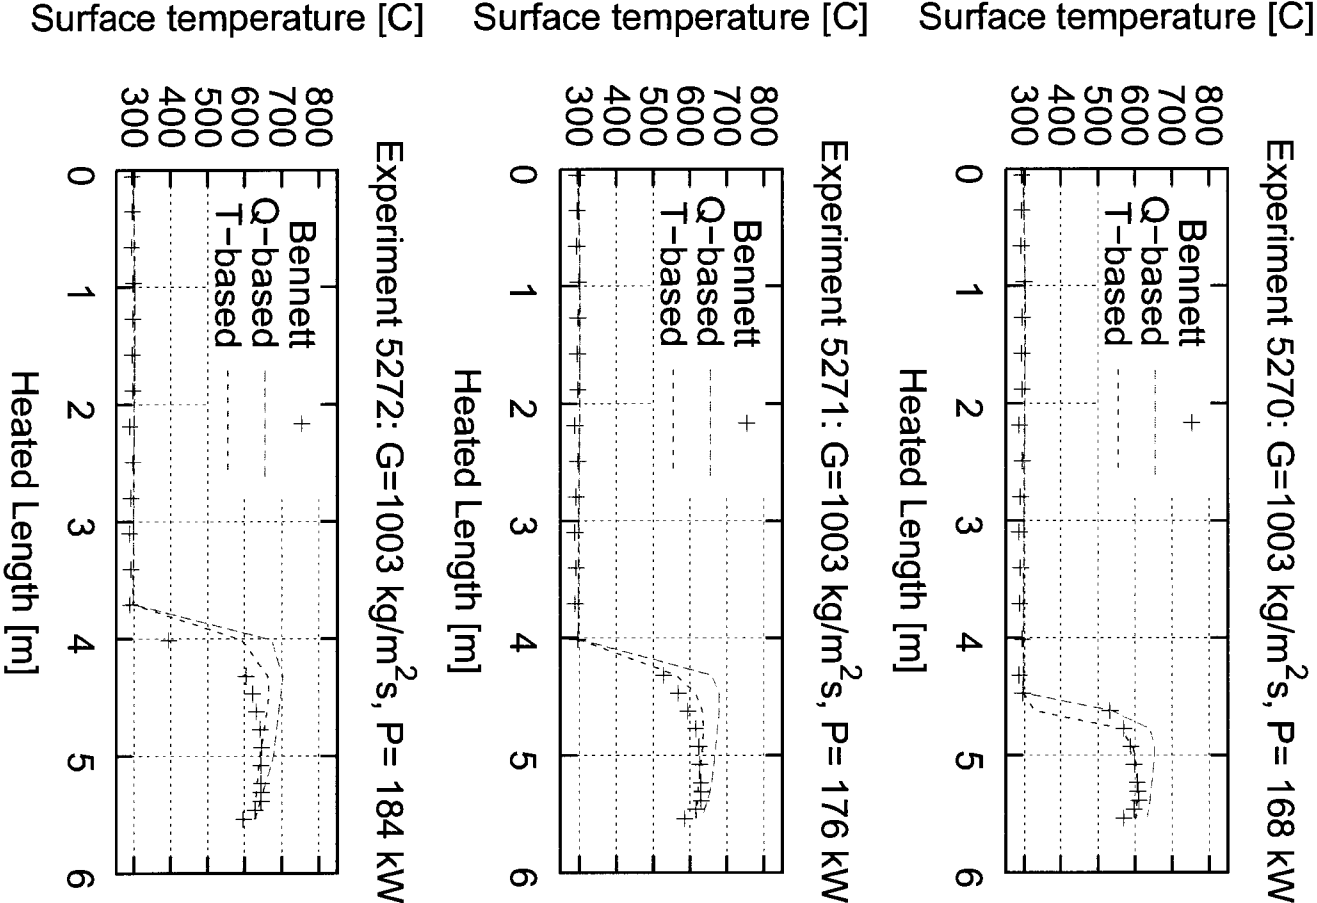 Experiment 5270: G=1003 kg/m²s, P= 168 kW
Surface temperature [C]
800
700
600
500
400
300
Bennett
Q-based
T-based
0 1 2 3 4 5 6
Heated Length [m]
Experiment 5271: G=1003 kg/m²s, P= 176 kW
Surface temperature [C]
800
700
600
500
400
300
Bennett
Q-based
T-based
0 1 2 3 4 5 6
Heated Length [m]
Experiment 5272: G=1003 kg/m²s, P= 184 kW
Surface temperature [C]
800
700
600
500
400
300
Bennett
Q-based
T-based
0 1 2 3 4 5 6
Heated Length [m]